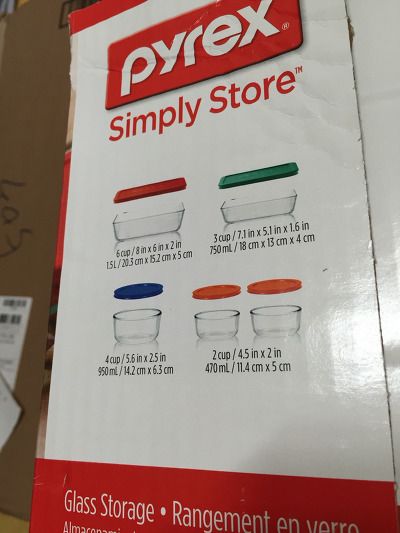 PYREX®
Simply Store™
6 cup / 8 in x 6 in x 2 in
1.5 L / 20.3 cm x 15.2 cm x 5 cm
3 cup / 7.1 in x 5.1 in x 1.6 in
750 mL / 18 cm x 13 cm x 4 cm
4 cup / 5.6 in x 2.5 in
950 mL / 14.2 cm x 6.3 cm
2 cup / 4.5 in x 2 in
470 mL / 11.4 cm x 5 cm
Glass Storage • Rangement en verre